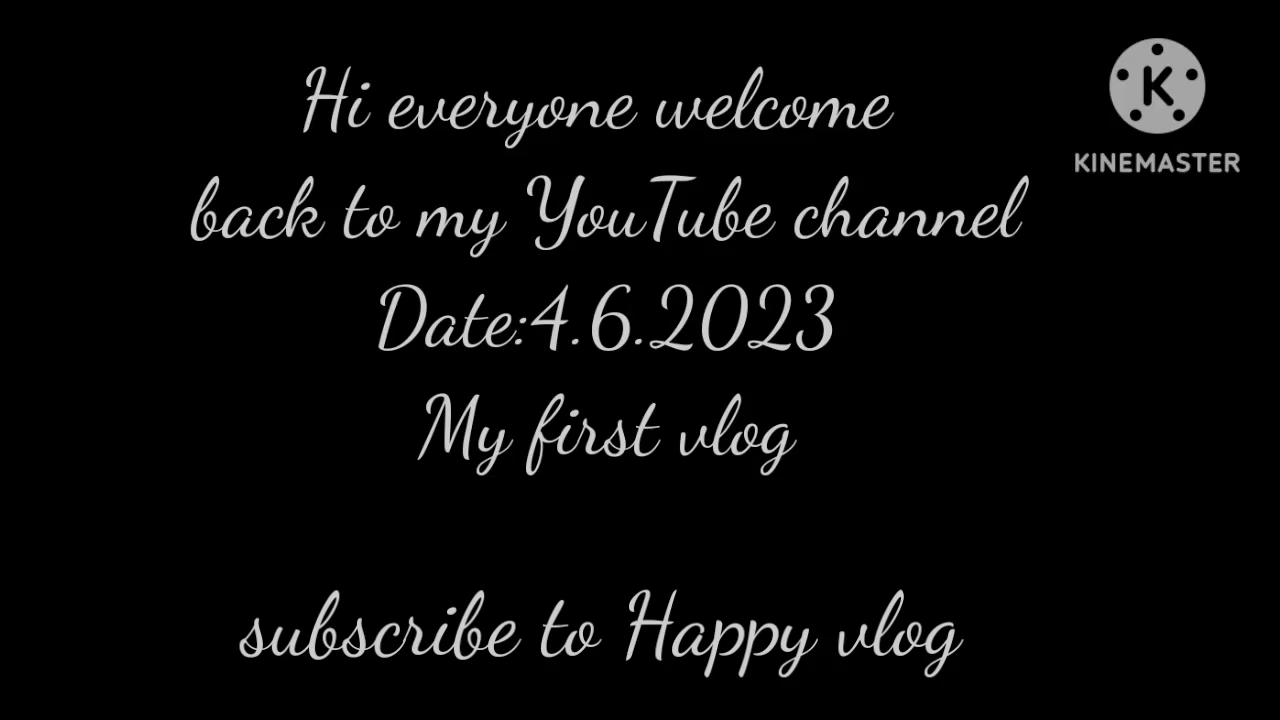 Hi everyone welcome
back to my YouTube channel
Date:4.6.2023
My first vlog
subscribe to Happy vlog
K
KINEMASTER